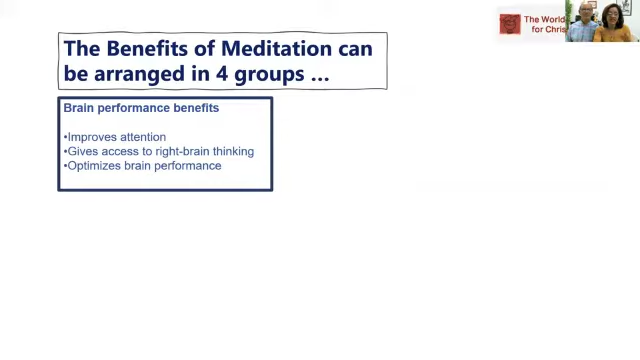 The World
for Chris
The Benefits of Meditation can
be arranged in 4 groups ...
Brain performance benefits
•Improves attention
•Gives access to right-brain thinking
•Optimizes brain performance